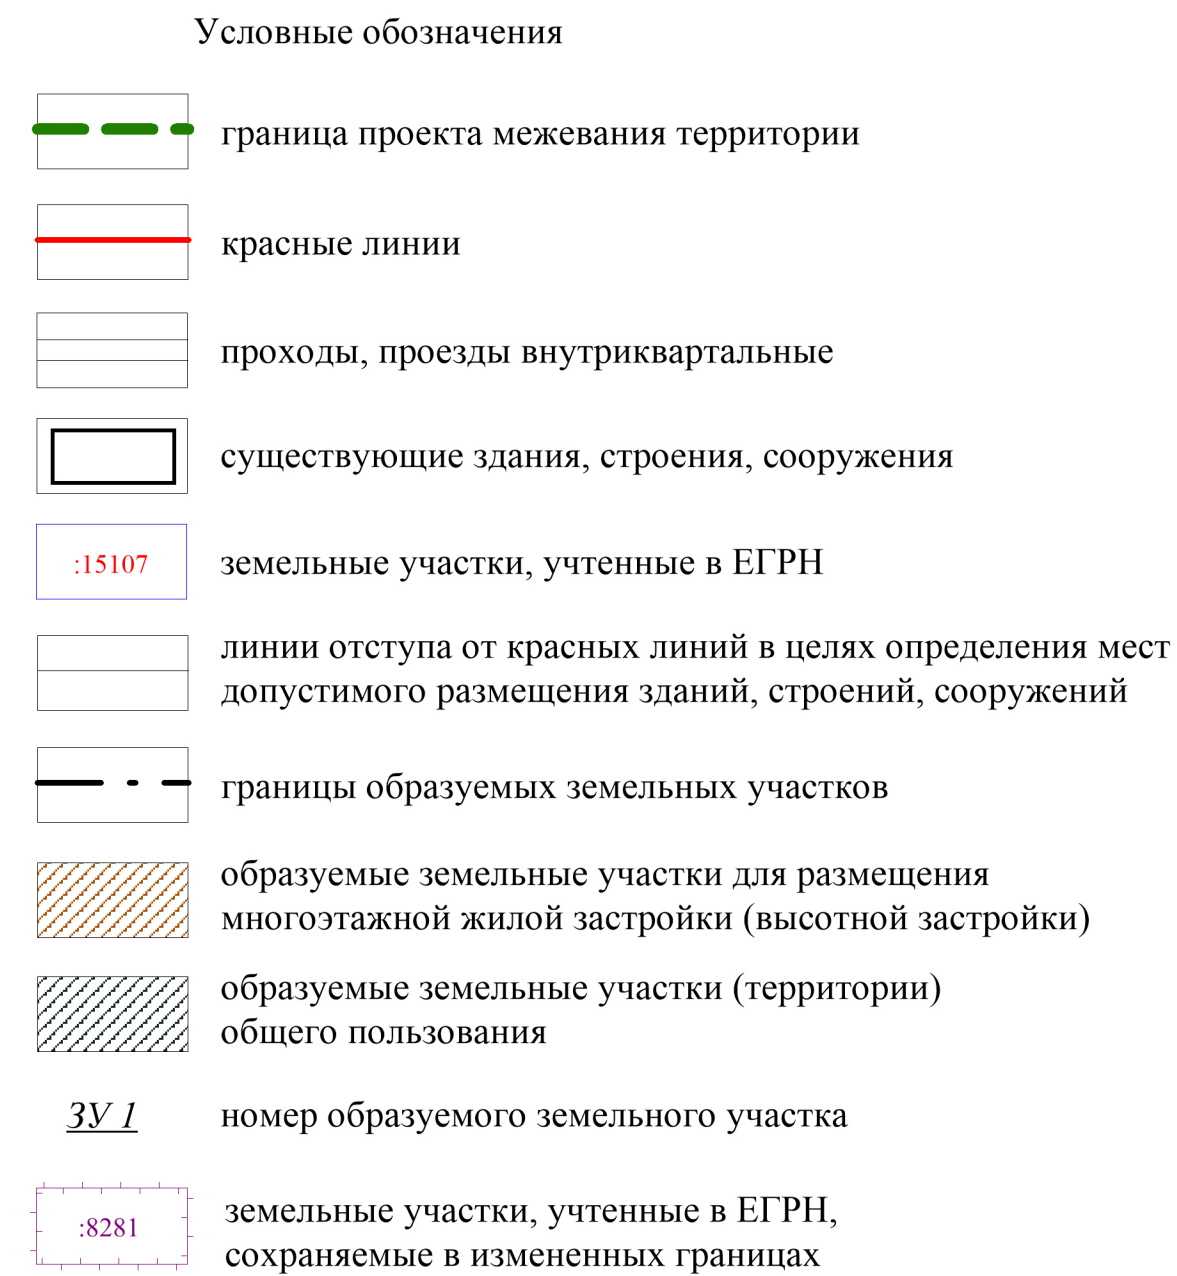 Условные обозначения
граница проекта межевания территории
красные линии
проходы, проезды внутриквартальные
существующие здания, строения, сооружения
:15107 земельные участки, учтенные в ЕГРН
линии отступа от красных линий в целях определения мест
допустимого размещения зданий, строений, сооружений
границы образуемых земельных участков
образуемые земельные участки для размещения
многоэтажной жилой застройки (высотной застройки)
образуемые земельные участки (территории)
общего пользования
ЗУ 1 номер образуемого земельного участка
:8281 земельные участки, учтенные в ЕГРН,
сохраняемые в измененных границах